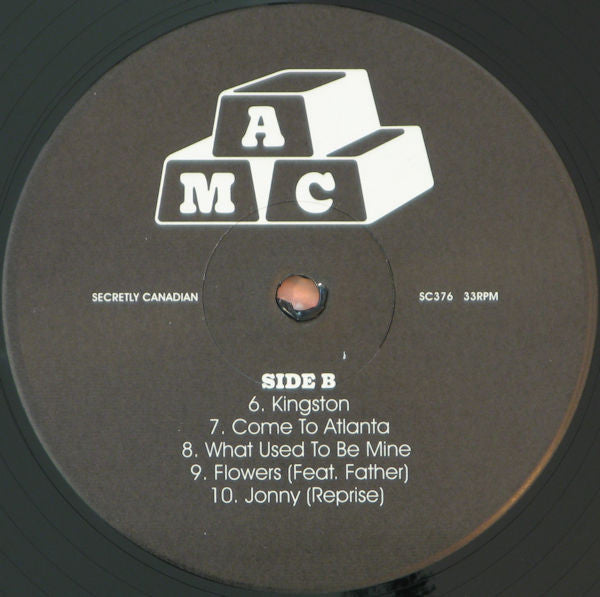 A
M C
SECRETLY CANADIAN
SC376 33RPM
SIDE B
6. Kingston
7. Come To Atlanta
8. What Used To Be Mine
9. Flowers (Feat. Father)
10. Jonny (Reprise)